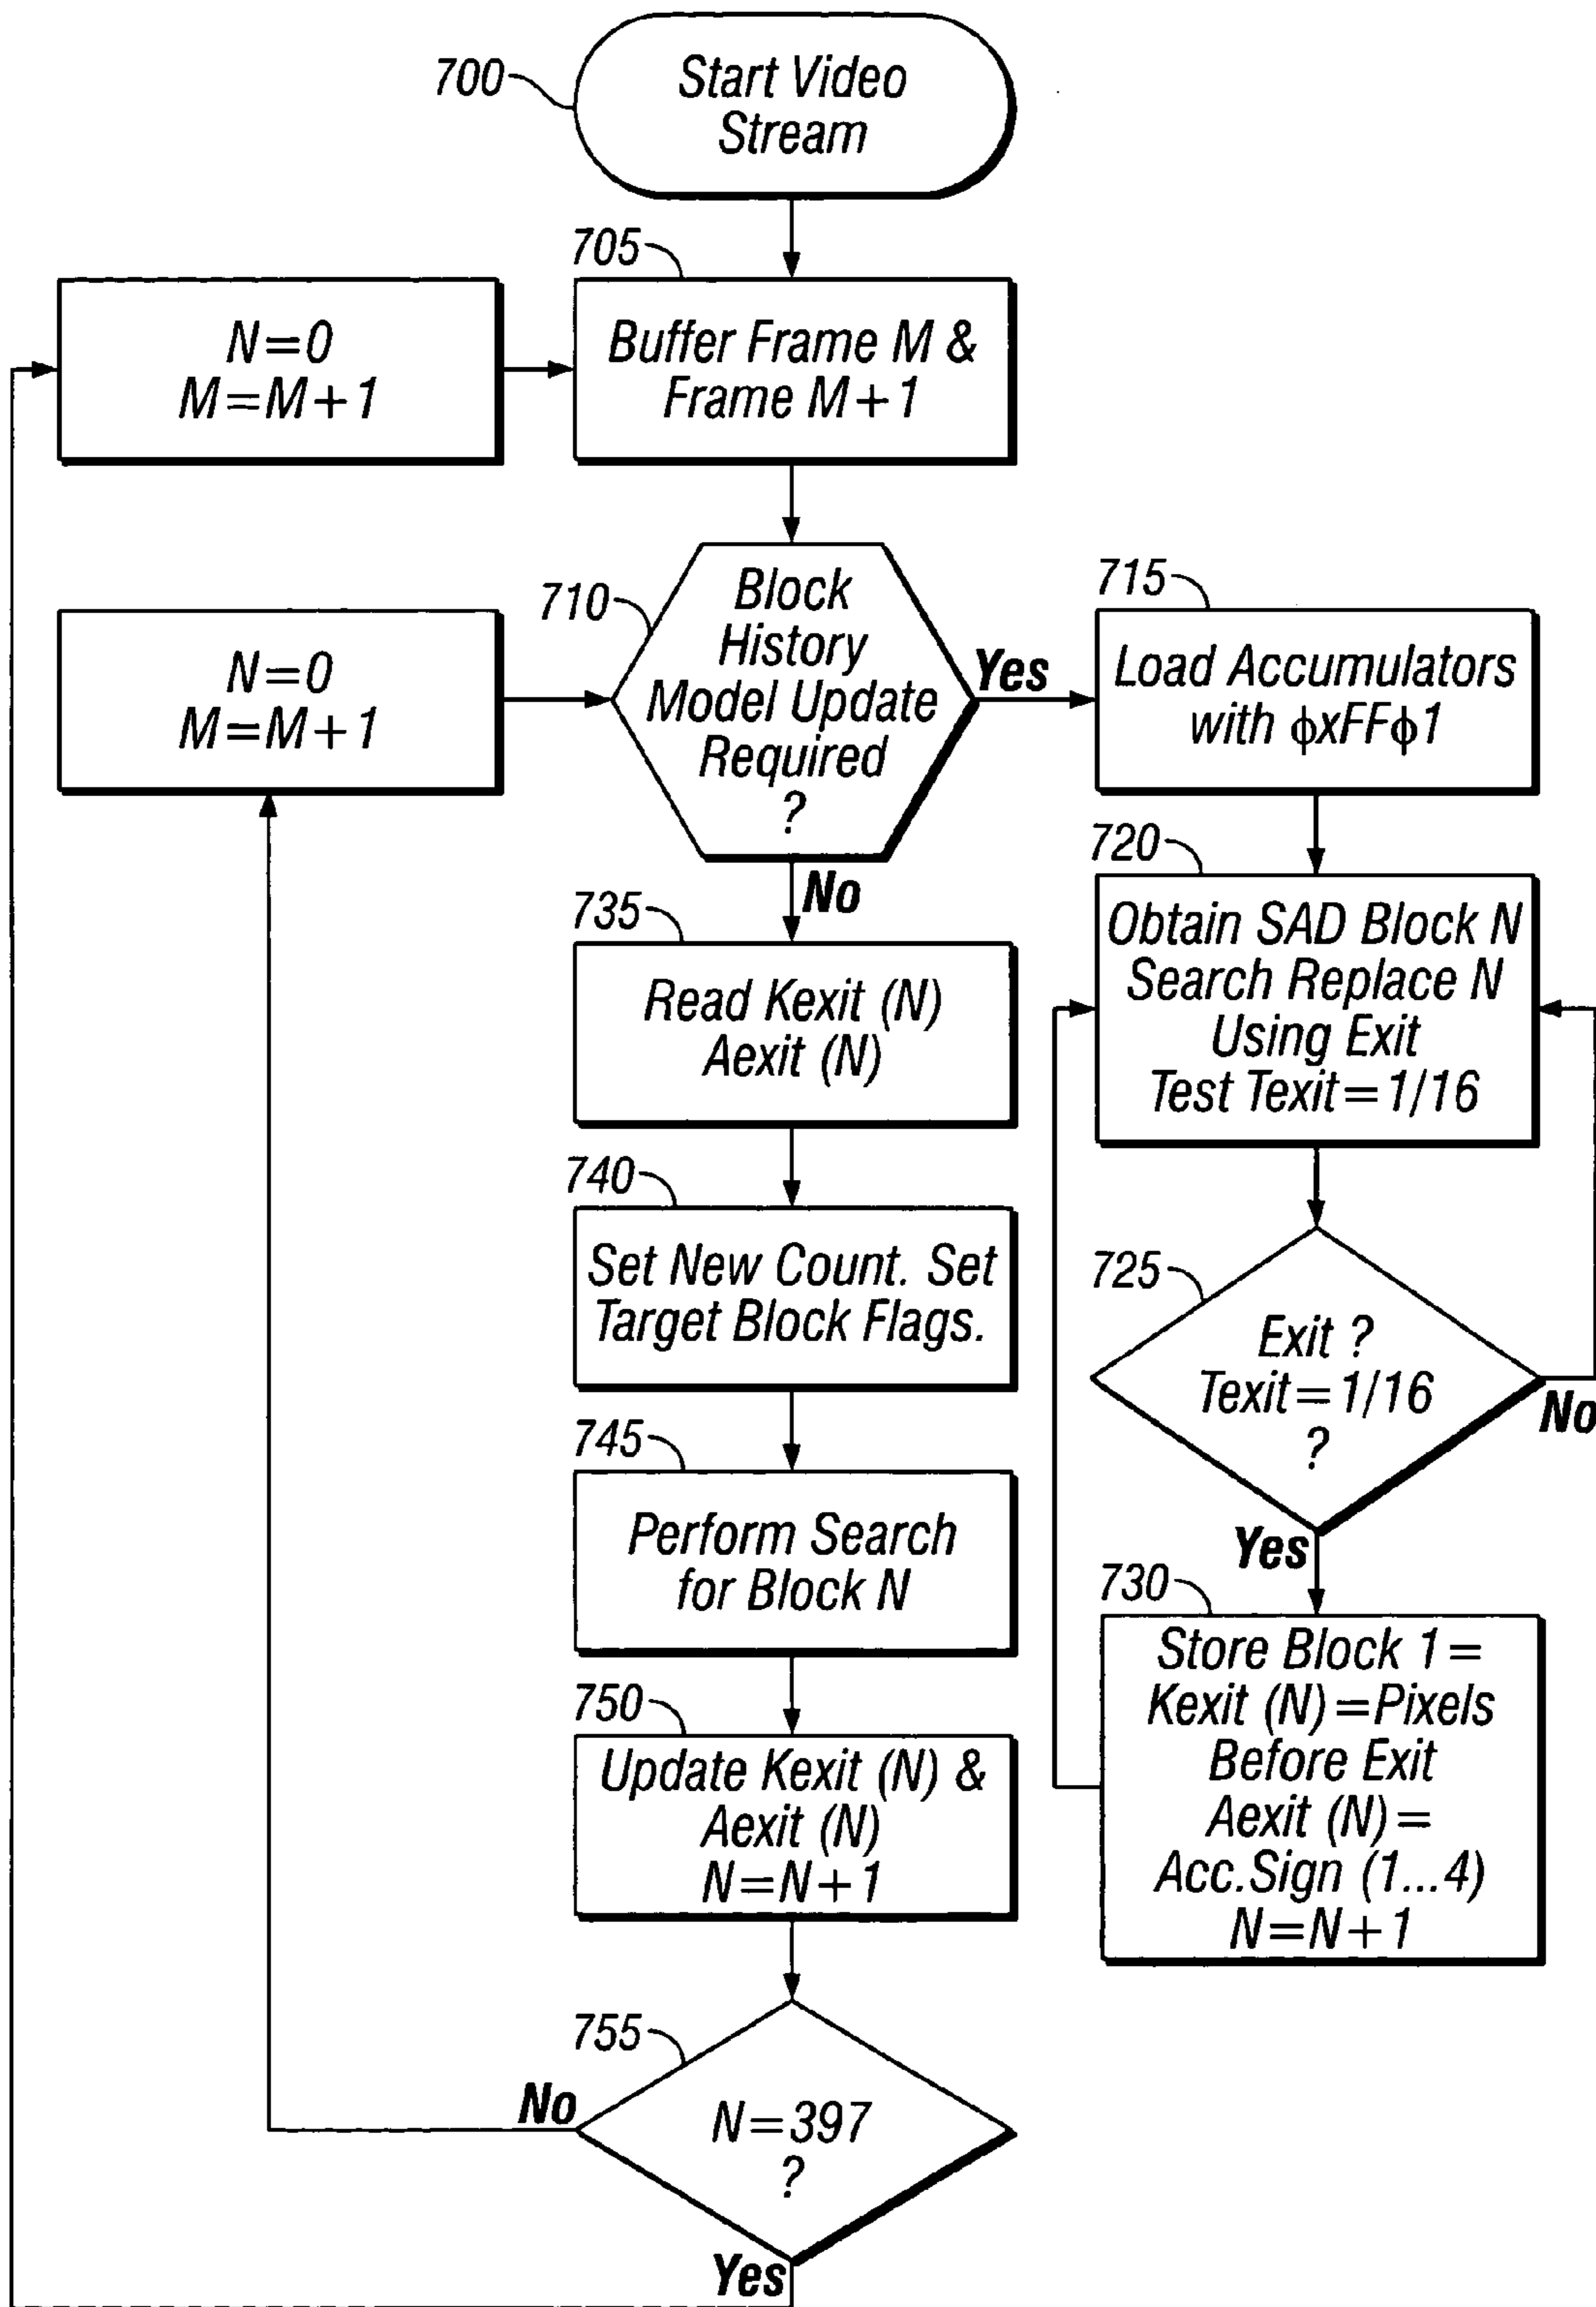 700
Start Video
Stream
705
N=0
M=M+1
Buffer Frame M &
Frame M+1
710
Block
History
Model Update
Required
?
Yes
No
N=0
M=M+1
715
Load Accumulators
with ϕxFFϕ1
720
Obtain SAD Block N
Search Replace N
Using Exit
Test Texit=1/16
725
Exit ?
Texit=1/16
?
No
Yes
730
Store Block 1=
Kexit (N)=Pixels
Before Exit
Aexit (N)=
Acc.Sign (1...4)
N=N+1
735
Read Kexit (N)
Aexit (N)
740
Set New Count. Set
Target Block Flags.
745
Perform Search
for Block N
750
Update Kexit (N) &
Aexit (N)
N=N+1
755
N=397
?
No
Yes